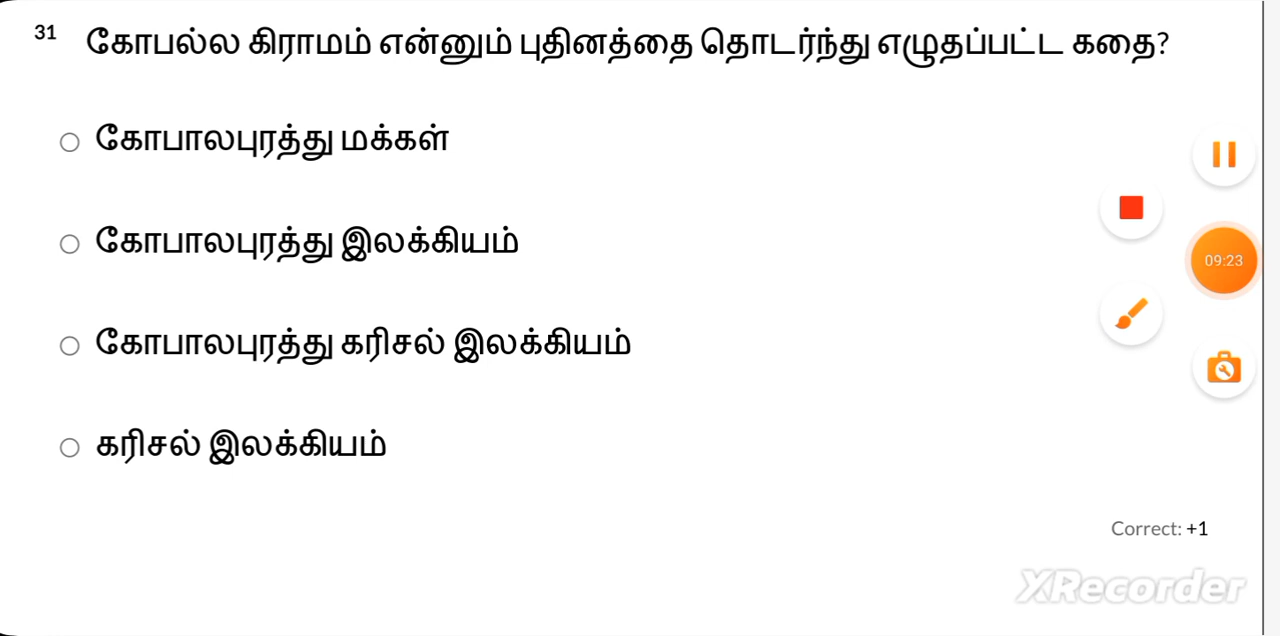 31 கோபல்ல கிராமம் என்னும் புதினத்தை தொடர்ந்து எழுதப்பட்ட கதை?
கோபாலபுரத்து மக்கள்
கோபாலபுரத்து இலக்கியம்
09:23
கோபாலபுரத்து கரிசல் இலக்கியம்
கரிசல் இலக்கியம்
Correct: +1
XRecorder